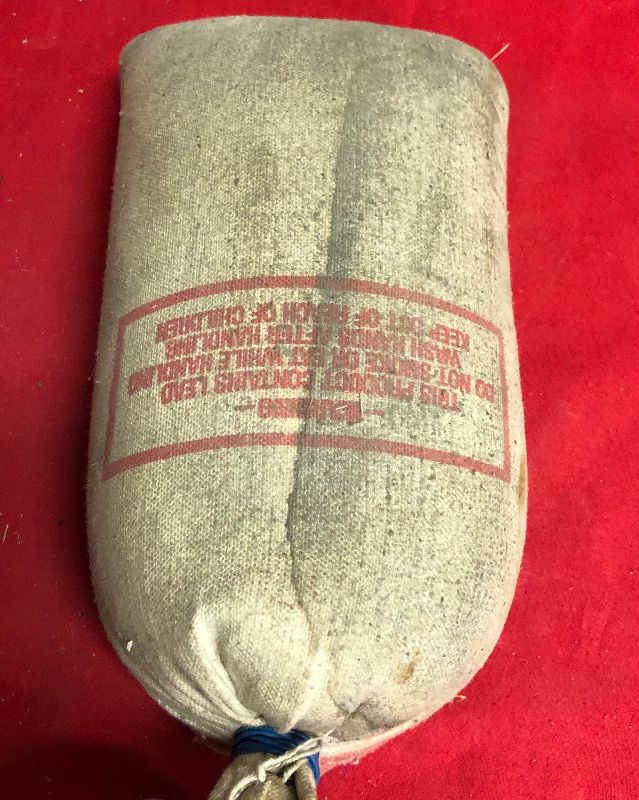 - WARNING -
THIS PRODUCT CONTAINS LEAD
DO NOT SMOKE OR EAT WHILE HANDLING
WASH HANDS AFTER HANDLING
KEEP OUT OF REACH OF CHILDREN